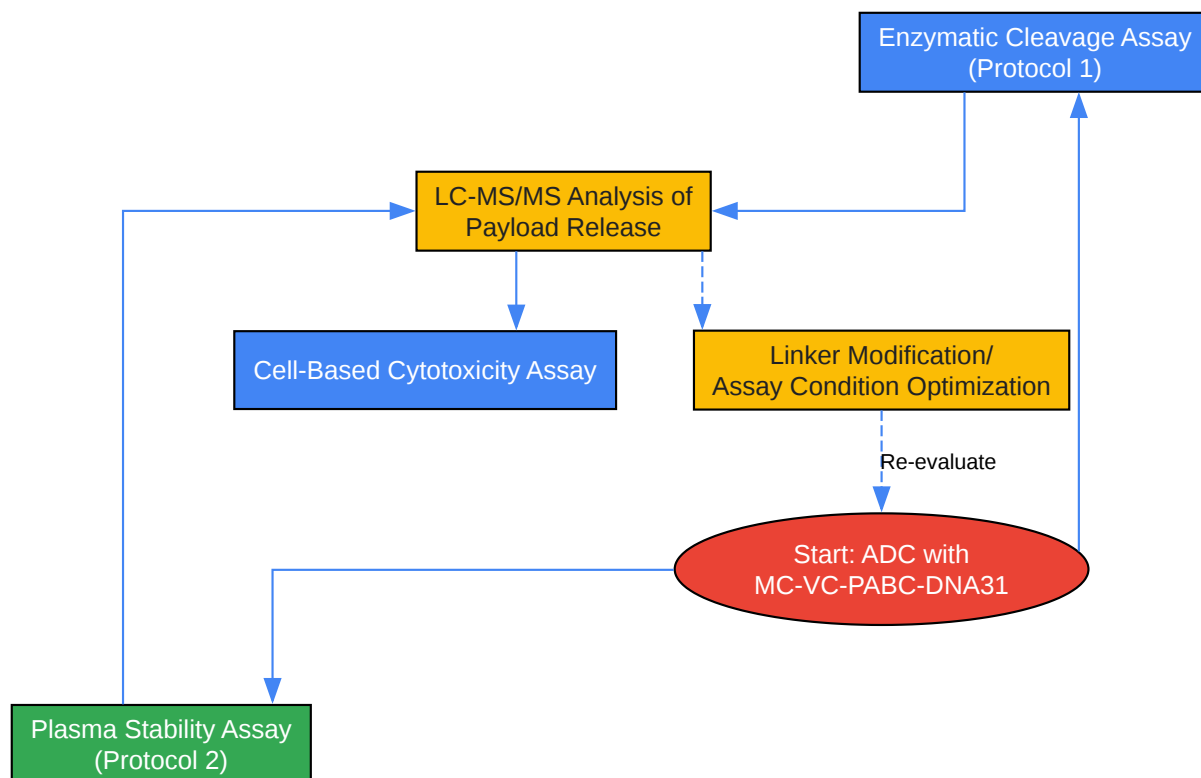 Enzymatic Cleavage Assay
(Protocol 1)
LC-MS/MS Analysis of
Payload Release
Cell-Based Cytotoxicity Assay
Linker Modification/
Assay Condition Optimization
Re-evaluate
Start: ADC with
MC-VC-PABC-DNA31
Plasma Stability Assay
(Protocol 2)